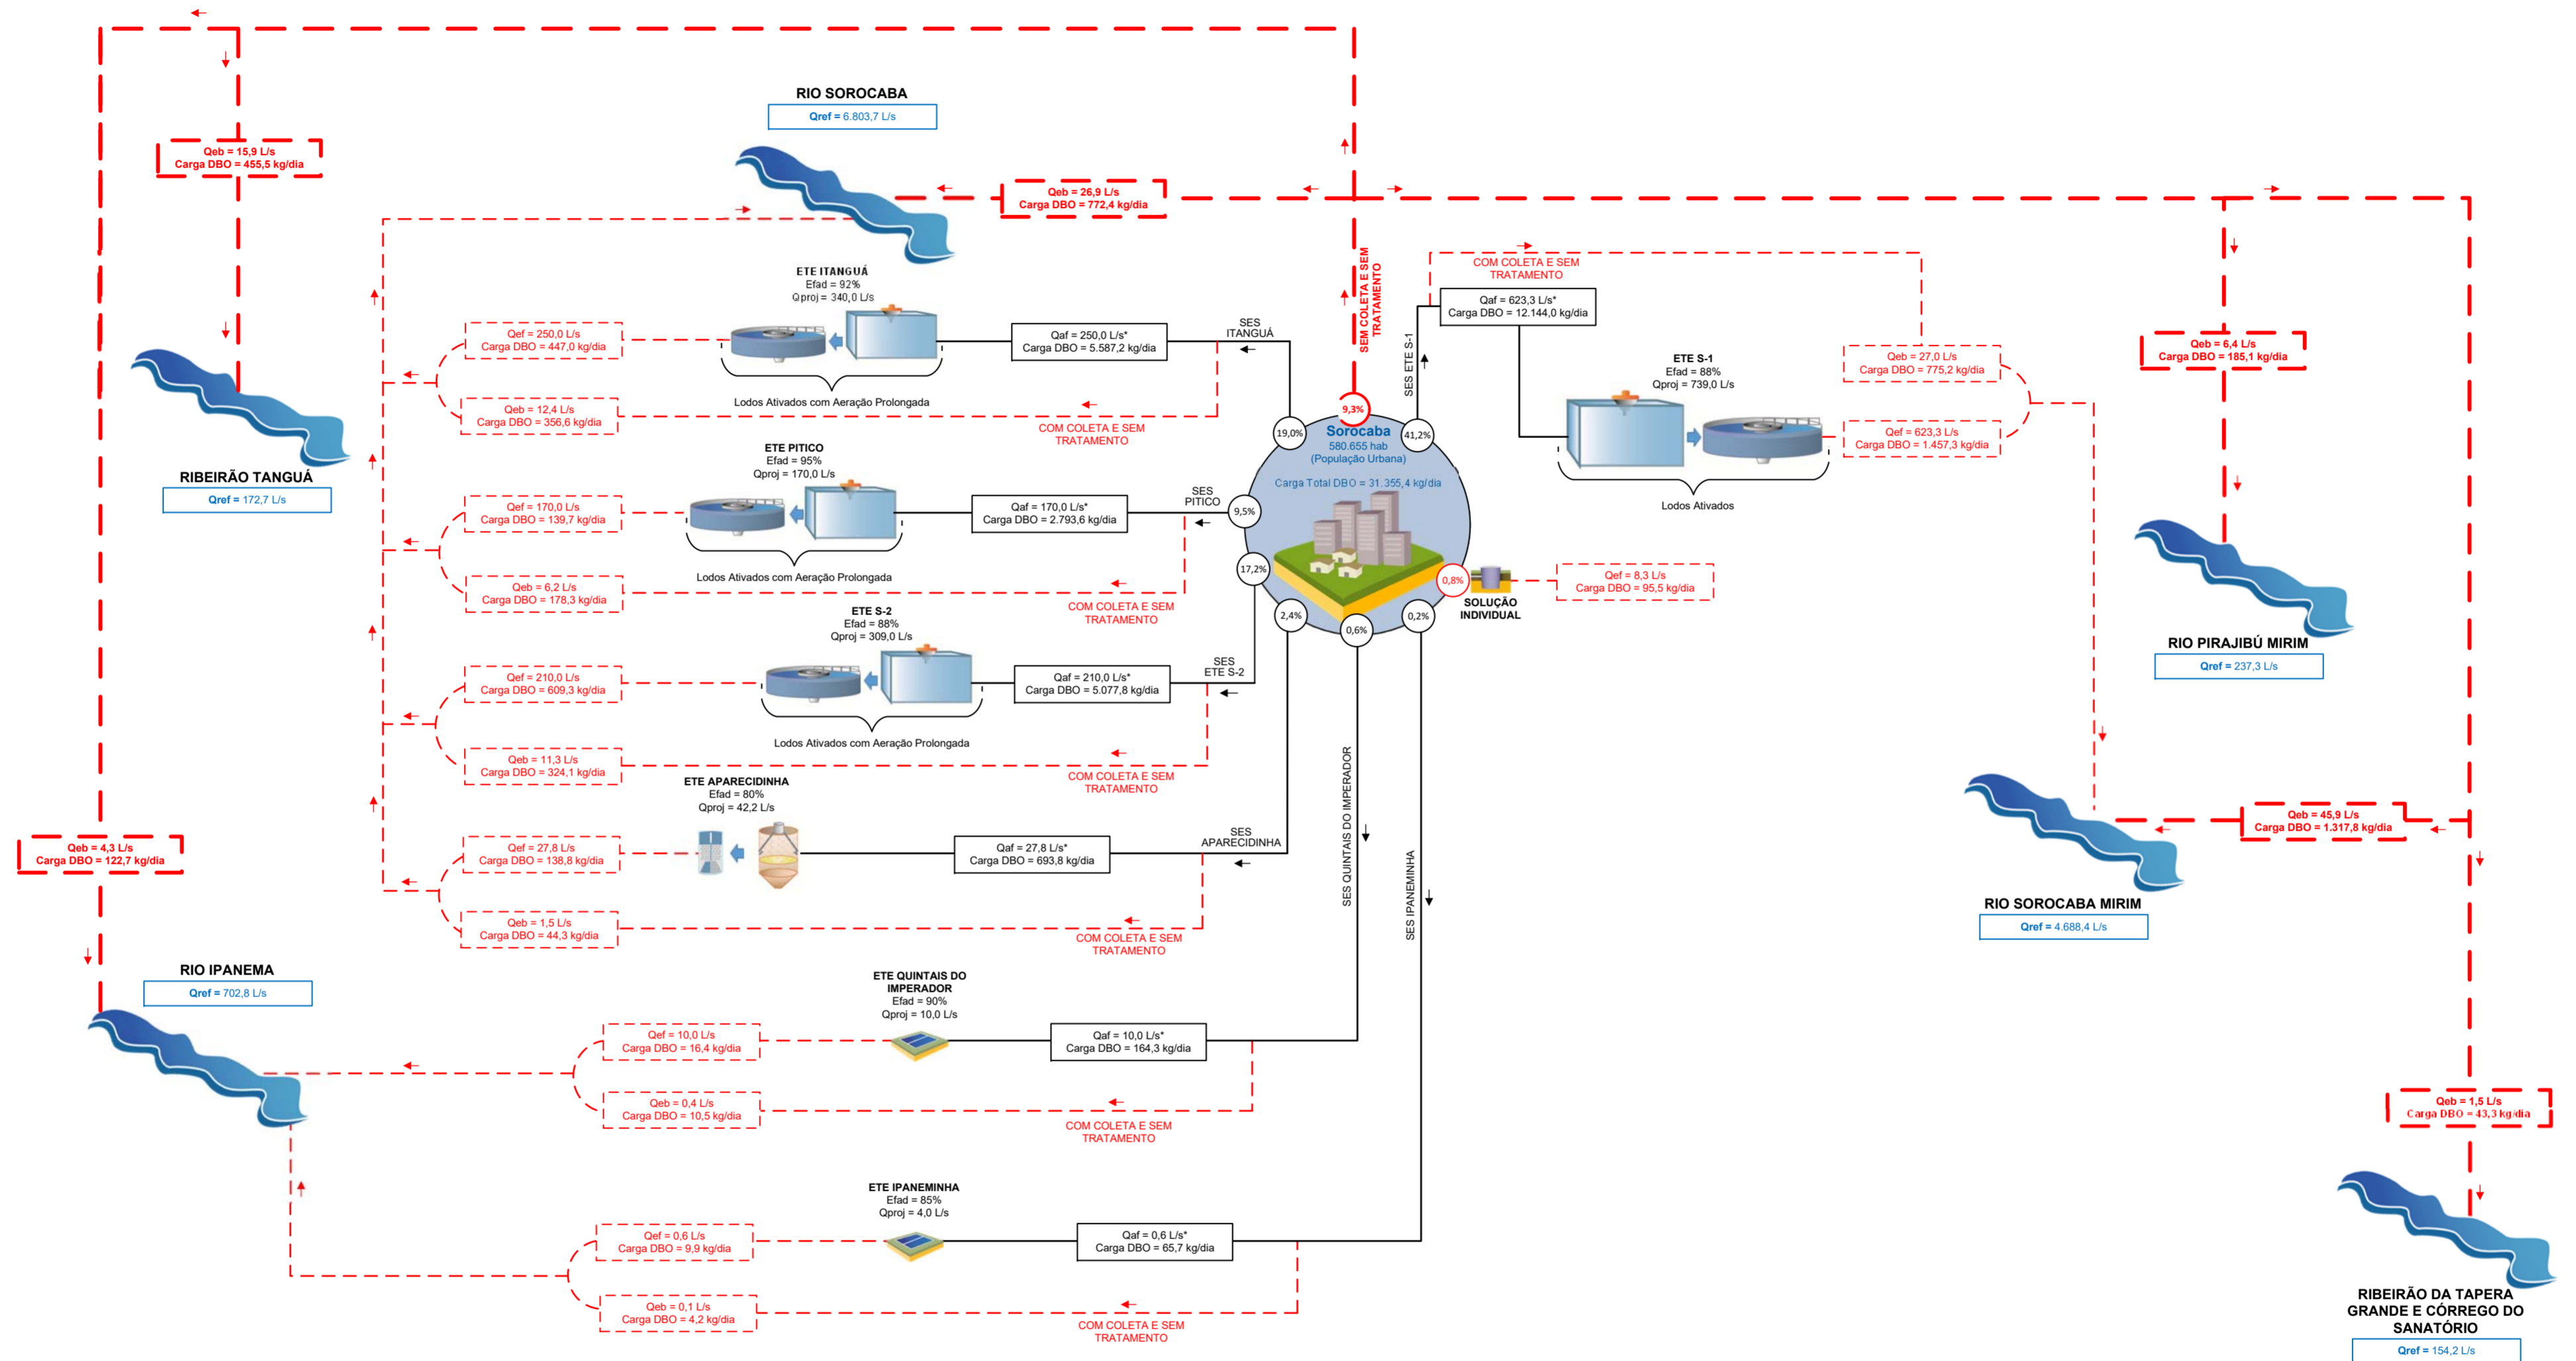 RIO SOROCABA
Qref = 6.803,7 L/s
Qeb = 15,9 L/s
Carga DBO = 455,5 kg/dia
RIBEIRÃO TANGUÁ
Qref = 172,7 L/s
Qeb = 26,9 L/s
Carga DBO = 772,4 kg/dia
SEM COLETA E SEM
TRATAMENTO
9,3%
Sorocaba
580.655 hab
(População Urbana)
Carga Total DBO = 31.355,4 kg/dia
19,0%
41,2%
9,5%
17,2%
2,4%
0,6%
0,2%
0,8%
SOLUÇÃO
INDIVIDUAL
Qef = 8,3 L/s
Carga DBO = 95,5 kg/dia
ETE ITANGUÁ
Efad = 92%
Qproj = 340,0 L/s
Lodos Ativados com Aeração Prolongada
SES
ITANGUÁ
Qaf = 250,0 L/s*
Carga DBO = 5.587,2 kg/dia
Qef = 250,0 L/s
Carga DBO = 447,0 kg/dia
Qeb = 12,4 L/s
Carga DBO = 356,6 kg/dia
COM COLETA E SEM
TRATAMENTO
ETE PITICO
Efad = 95%
Qproj = 170,0 L/s
Lodos Ativados com Aeração Prolongada
SES
PITICO
Qaf = 170,0 L/s*
Carga DBO = 2.793,6 kg/dia
Qef = 170,0 L/s
Carga DBO = 139,7 kg/dia
Qeb = 6,2 L/s
Carga DBO = 178,3 kg/dia
COM COLETA E SEM
TRATAMENTO
ETE S-2
Efad = 88%
Qproj = 309,0 L/s
Lodos Ativados com Aeração Prolongada
SES
ETE S-2
Qaf = 210,0 L/s*
Carga DBO = 5.077,8 kg/dia
Qef = 210,0 L/s
Carga DBO = 609,3 kg/dia
Qeb = 11,3 L/s
Carga DBO = 324,1 kg/dia
COM COLETA E SEM
TRATAMENTO
ETE APARECIDINHA
Efad = 80%
Qproj = 42,2 L/s
SES
APARECIDINHA
Qaf = 27,8 L/s*
Carga DBO = 693,8 kg/dia
Qef = 27,8 L/s
Carga DBO = 138,8 kg/dia
Qeb = 1,5 L/s
Carga DBO = 44,3 kg/dia
COM COLETA E SEM
TRATAMENTO
Qeb = 4,3 L/s
Carga DBO = 122,7 kg/dia
RIO IPANEMA
Qref = 702,8 L/s
ETE QUINTAIS DO
IMPERADOR
Efad = 90%
Qproj = 10,0 L/s
SES QUINTAIS DO IMPERADOR
Qaf = 10,0 L/s*
Carga DBO = 164,3 kg/dia
Qef = 10,0 L/s
Carga DBO = 16,4 kg/dia
Qeb = 0,4 L/s
Carga DBO = 10,5 kg/dia
COM COLETA E SEM
TRATAMENTO
ETE IPANEMINHA
Efad = 85%
Qproj = 4,0 L/s
SES IPANEMINHA
Qaf = 0,6 L/s*
Carga DBO = 65,7 kg/dia
Qef = 0,6 L/s
Carga DBO = 9,9 kg/dia
Qeb = 0,1 L/s
Carga DBO = 4,2 kg/dia
COM COLETA E SEM
TRATAMENTO
SES ETE S-1
COM COLETA E SEM
TRATAMENTO
Qaf = 623,3 L/s*
Carga DBO = 12.144,0 kg/dia
ETE S-1
Efad = 88%
Qproj = 739,0 L/s
Lodos Ativados
Qeb = 27,0 L/s
Carga DBO = 775,2 kg/dia
Qef = 623,3 L/s
Carga DBO = 1.457,3 kg/dia
Qeb = 6,4 L/s
Carga DBO = 185,1 kg/dia
RIO PIRAJIBÚ MIRIM
Qref = 237,3 L/s
Qeb = 45,9 L/s
Carga DBO = 1.317,8 kg/dia
RIO SOROCABA MIRIM
Qref = 4.688,4 L/s
Qeb = 1,5 L/s
Carga DBO = 43,3 kg/dia
RIBEIRÃO DA TAPERA
GRANDE E CÓRREGO DO
SANATÓRIO
Qref = 154,2 L/s